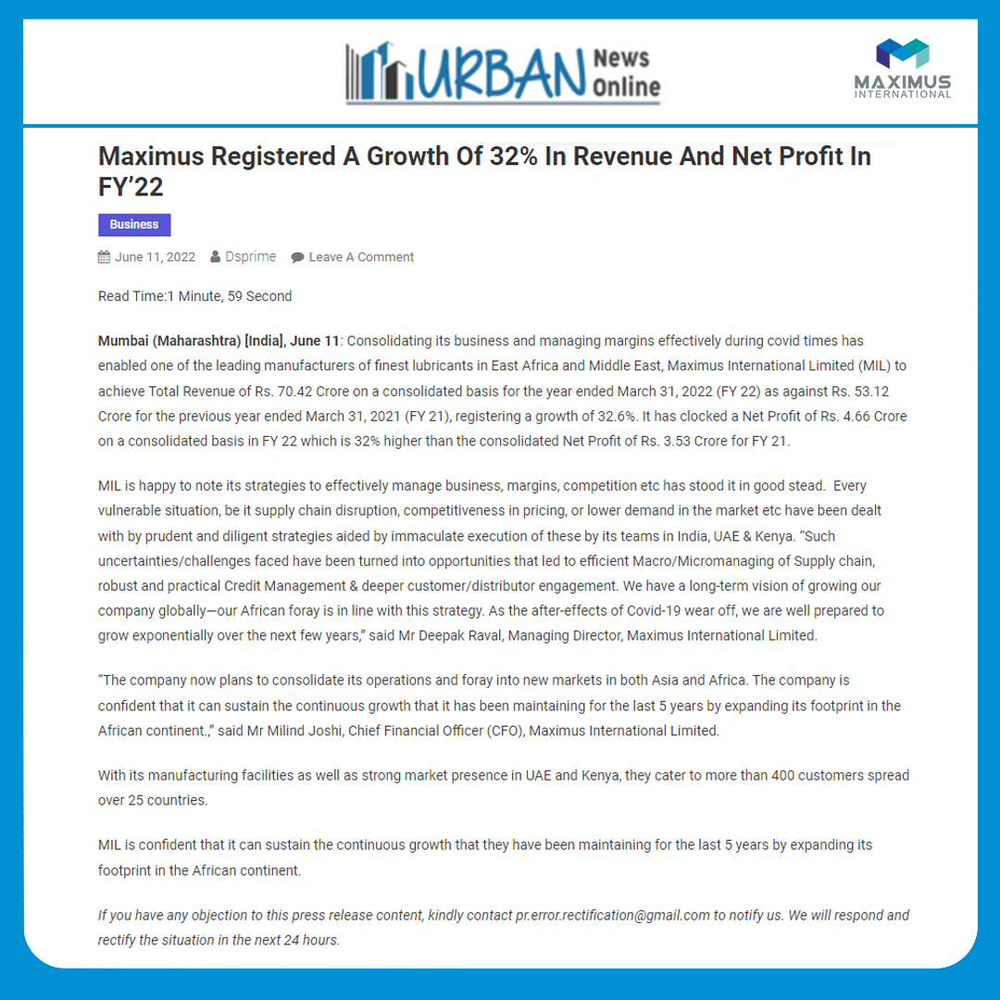 URBAN News Online
MAXIMUS
INTERNATIONAL
Maximus Registered A Growth Of 32% In Revenue And Net Profit In
FY’22
Business
June 11, 2022 Dsprime Leave A Comment
Read Time:1 Minute, 59 Second
Mumbai (Maharashtra) [India], June 11: Consolidating its business and managing margins effectively during covid times has
enabled one of the leading manufacturers of finest lubricants in East Africa and Middle East, Maximus International Limited (MIL) to
achieve Total Revenue of Rs. 70.42 Crore on a consolidated basis for the year ended March 31, 2022 (FY 22) as against Rs. 53.12
Crore for the previous year ended March 31, 2021 (FY 21), registering a growth of 32.6%. It has clocked a Net Profit of Rs. 4.66 Crore
on a consolidated basis in FY 22 which is 32% higher than the consolidated Net Profit of Rs. 3.53 Crore for FY 21.
MIL is happy to note its strategies to effectively manage business, margins, competition etc has stood it in good stead.  Every
vulnerable situation, be it supply chain disruption, competitiveness in pricing, or lower demand in the market etc have been dealt
with by prudent and diligent strategies aided by immaculate execution of these by its teams in India, UAE & Kenya. “Such
uncertainties/challenges faced have been turned into opportunities that led to efficient Macro/Micromanaging of Supply chain,
robust and practical Credit Management & deeper customer/distributor engagement. We have a long-term vision of growing our
company globally—our African foray is in line with this strategy. As the after-effects of Covid-19 wear off, we are well prepared to
grow exponentially over the next few years,” said Mr Deepak Raval, Managing Director, Maximus International Limited.
“The company now plans to consolidate its operations and foray into new markets in both Asia and Africa. The company is
confident that it can sustain the continuous growth that it has been maintaining for the last 5 years by expanding its footprint in the
African continent.,” said Mr Milind Joshi, Chief Financial Officer (CFO), Maximus International Limited.
With its manufacturing facilities as well as strong market presence in UAE and Kenya, they cater to more than 400 customers spread
over 25 countries.
MIL is confident that it can sustain the continuous growth that they have been maintaining for the last 5 years by expanding its
footprint in the African continent.
If you have any objection to this press release content, kindly contact pr.error.rectification@gmail.com to notify us. We will respond and
rectify the situation in the next 24 hours.